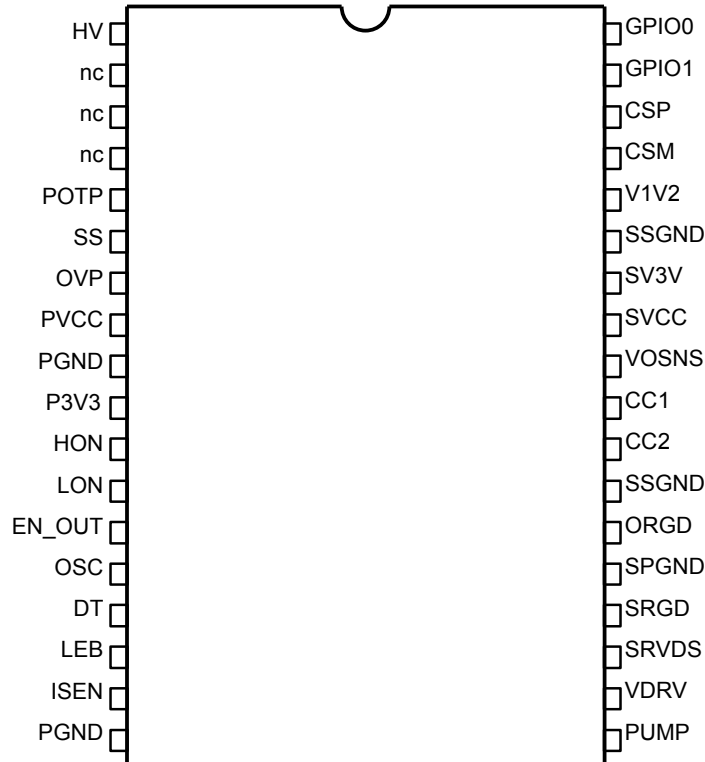 HV GPIO0
nc GPIO1
nc CSP
nc CSM
POTP V1V2
SS SSGND
OVP SV3V
PVCC SVCC
PGND VOSNS
P3V3 CC1
HON CC2
LON SSGND
EN_OUT ORGD
OSC SPGND
DT SRGD
LEB SRVDS
ISEN VDRV
PGND PUMP